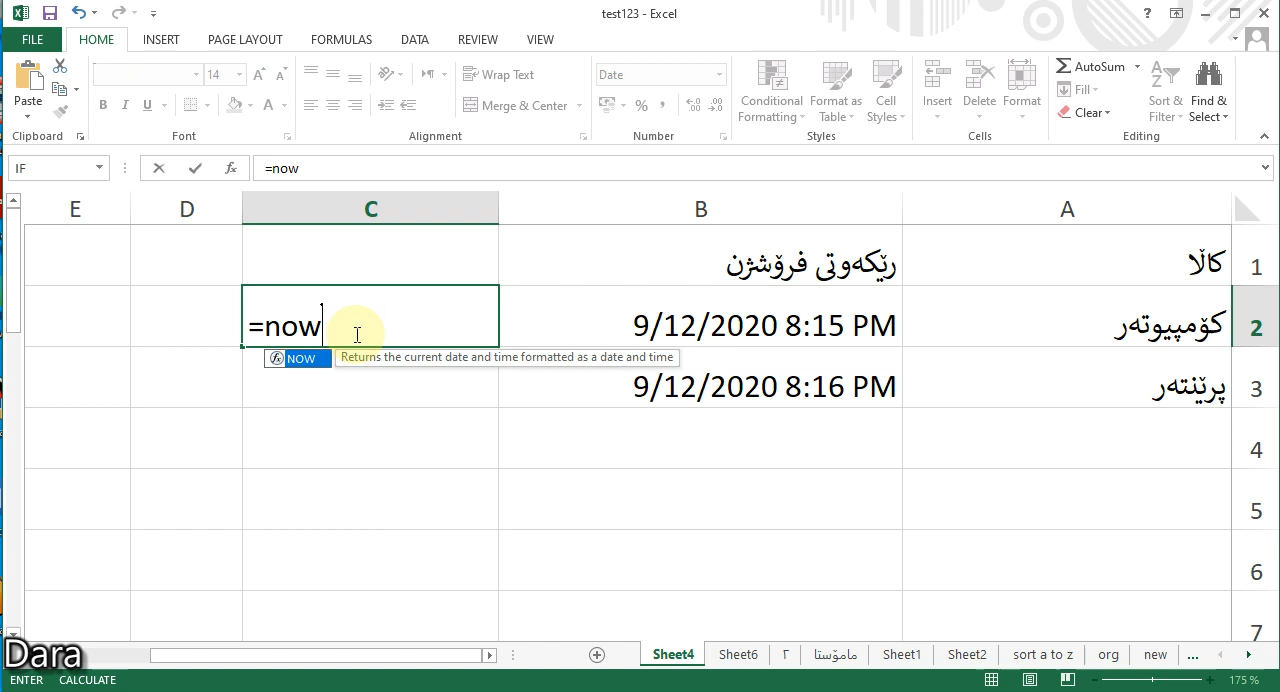 test123 - Excel
FILE HOME INSERT PAGE LAYOUT FORMULAS DATA REVIEW VIEW
Paste
14
Wrap Text
Merge & Center
Date
Conditional Formatting
Format as Table
Cell Styles
Insert
Delete
Format
AutoSum
Fill
Clear
Sort & Filter
Find & Select
Clipboard Font Alignment Number Styles Cells Editing
IF
=now
E D C B A
کاڵا رێکەوتی فرۆشژن 1
کۆمپیوتەر 9/12/2020 8:15 PM =now 2
NOW Returns the current date and time formatted as a date and time
پرێنتەر 9/12/2020 8:16 PM 3
4
5
6
7
Sheet4 Sheet6 ٢ مامۆستا Sheet1 Sheet2 sort a to z org new ...
Dara
ENTER CALCULATE 175 %